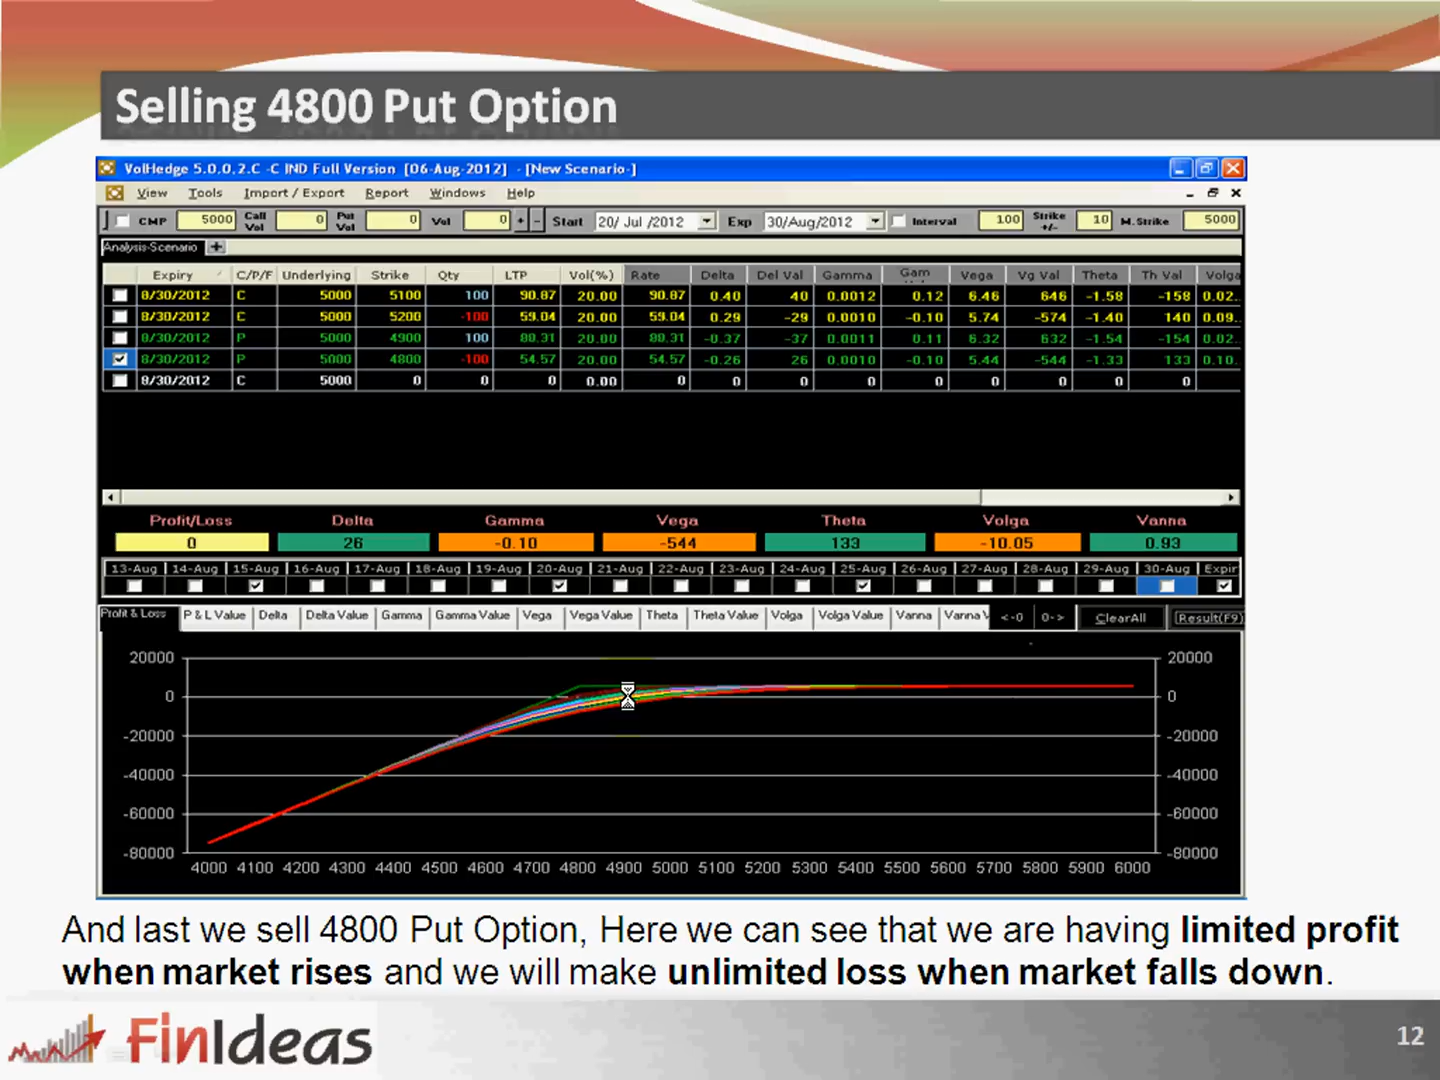 Selling 4800 Put Option
VolHedge 5.0.0.2.C -C IND Full Version [06-Aug-2012] - [New Scenario-]
View Tools Import / Export Report Windows Help
CMP 5000 Call Vol 0 Put Vol 0 Vol 0 + - Start 20/ Jul /2012 Exp 30/Aug/2012 Interval 100 Strike +/- 10 M.Strike 5000
Analysis-Scenario +
Expiry C/P/F Underlying Strike Qty LTP Vol(%) Rate Delta Del Val Gamma Gam Vega Vg Val Theta Th Val Volga
8/30/2012 C 5000 5100 100 90.87 20.00 90.87 0.40 40 0.0012 0.12 6.46 646 -1.58 -158 0.02..
8/30/2012 C 5000 5200 -100 59.04 20.00 59.04 0.29 -29 0.0010 -0.10 5.74 -574 -1.40 140 0.09..
8/30/2012 P 5000 4900 100 80.31 20.00 80.31 -0.37 -37 0.0011 0.11 6.32 632 -1.54 -154 0.02..
8/30/2012 P 5000 4800 -100 54.57 20.00 54.57 -0.26 26 0.0010 -0.10 5.44 -544 -1.33 133 0.10..
8/30/2012 C 5000 0 0 0 0.00 0 0 0 0 0 0 0 0 0
Profit/Loss Delta Gamma Vega Theta Volga Vanna
0 26 -0.10 -544 133 -10.05 0.93
13-Aug 14-Aug 15-Aug 16-Aug 17-Aug 18-Aug 19-Aug 20-Aug 21-Aug 22-Aug 23-Aug 24-Aug 25-Aug 26-Aug 27-Aug 28-Aug 29-Aug 30-Aug Expir
Profit & Loss P & L Value Delta Delta Value Gamma Gamma Value Vega Vega Value Theta Theta Value Volga Volga Value Vanna Vanna V <-0 0-> ClearAll Result(F9)
20000 20000
0 0
-20000 -20000
-40000 -40000
-60000 -60000
-80000 -80000
4000 4100 4200 4300 4400 4500 4600 4700 4800 4900 5000 5100 5200 5300 5400 5500 5600 5700 5800 5900 6000
And last we sell 4800 Put Option, Here we can see that we are having limited profit
when market rises and we will make unlimited loss when market falls down.
FinIdeas
12